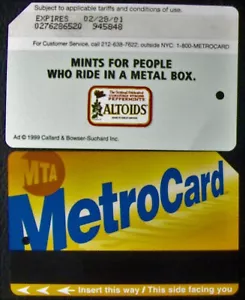 Subject to applicable tariffs and conditions of use.
EXPIRES 02/28/01
0276286520 945848
For Customer Service, call 212-638-7622; outside NYC: 1-800-METROCARD
MINTS FOR PEOPLE
WHO RIDE IN A METAL BOX.
PEPPERMINTS
ALTOIDS
Ad © 1999 Callard & Bowser-Suchard Inc.
MTA
MetroCard
Insert this way / This side facing you